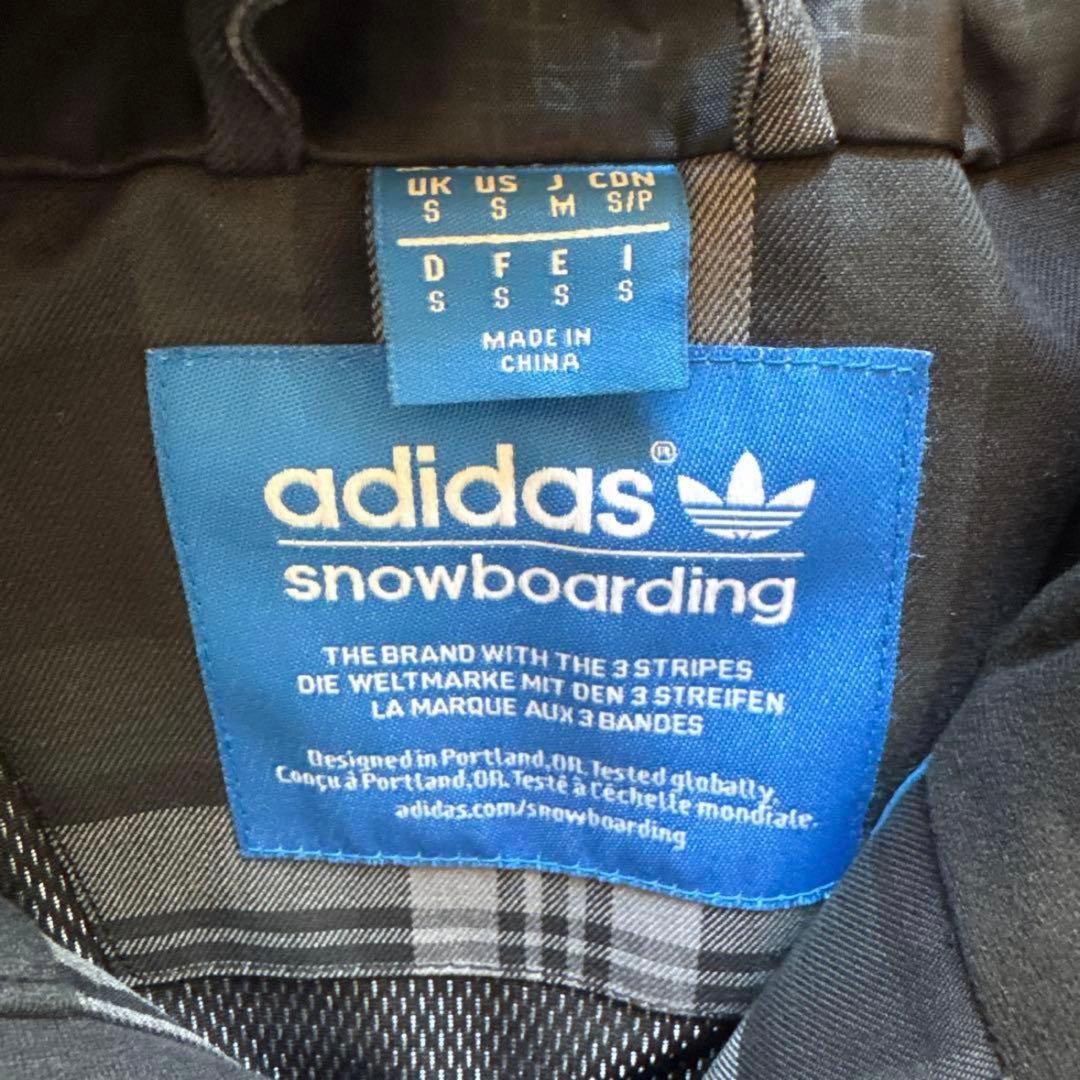 UK US J CDN
S S M S/P
D F E I
S S S S
MADE IN
CHINA
adidas®
snowboarding
THE BRAND WITH THE 3 STRIPES
DIE WELTMARKE MIT DEN 3 STREIFEN
LA MARQUE AUX 3 BANDES
Designed in Portland, OR. Tested globally.
Conçu à Portland, OR. Testé à l'échelle mondiale.
adidas.com/snowboarding